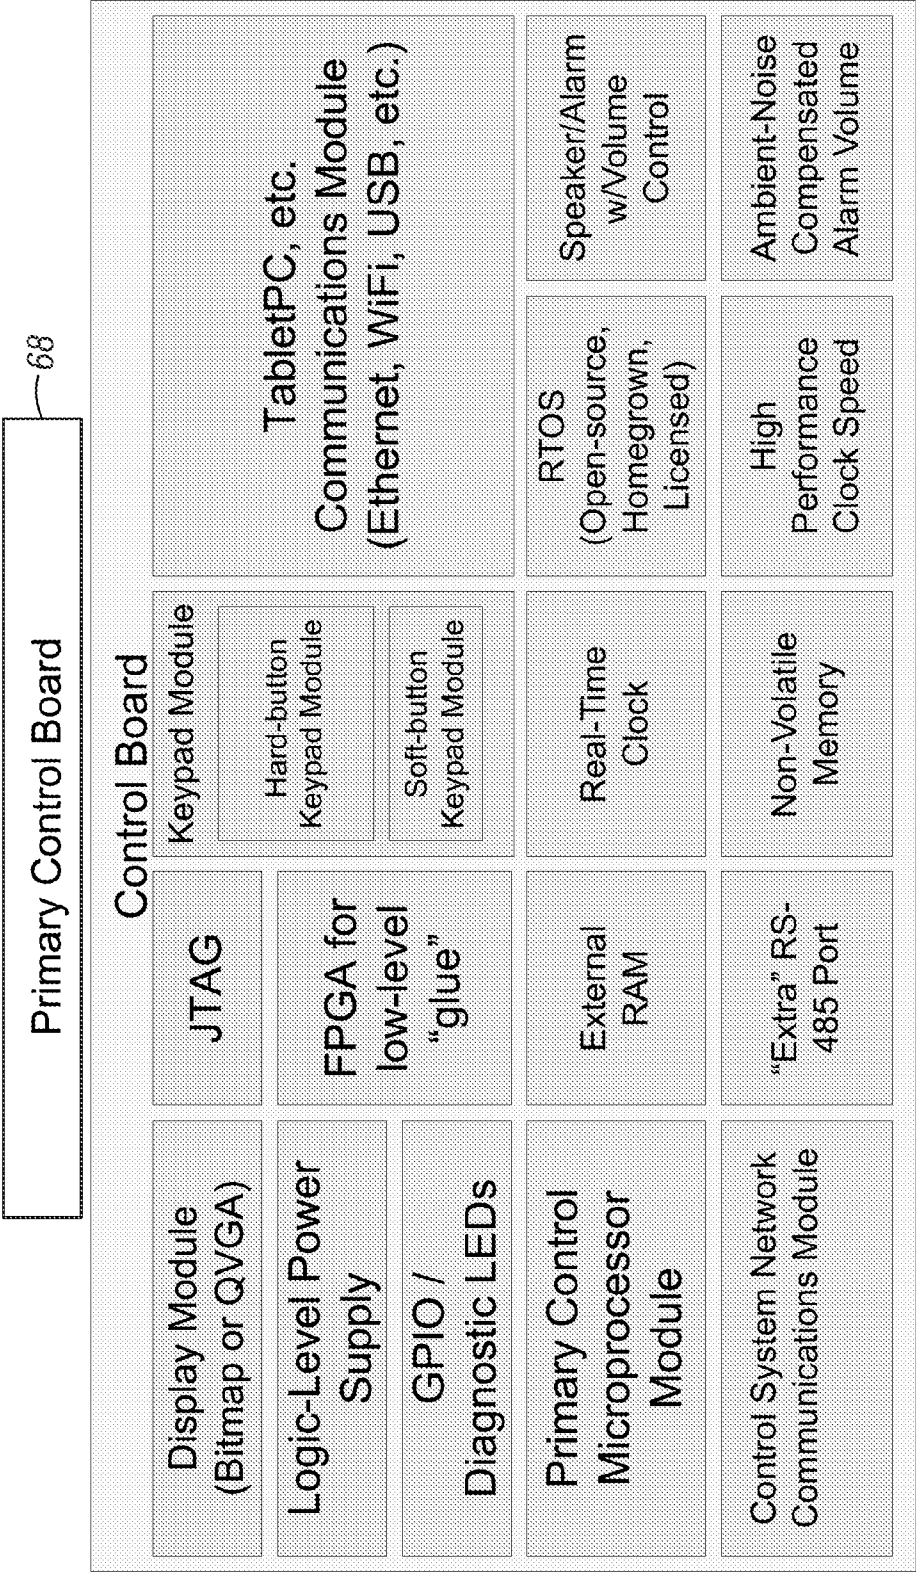 Primary Control Board
68
Control Board
Display Module
(Bitmap or QVGA)
JTAG
Keypad Module
Hard-button
Keypad Module
Soft-button
Keypad Module
TabletPC, etc.
Communications Module
(Ethernet, WiFi, USB, etc.)
Logic-Level Power
Supply
FPGA for
low-level
“glue”
GPIO /
Diagnostic LEDs
Primary Control
Microprocessor
Module
External
RAM
Real-Time
Clock
RTOS
(Open-source,
Homegrown,
Licensed)
Speaker/Alarm
w/Volume
Control
Control System Network
Communications Module
“Extra” RS-
485 Port
Non-Volatile
Memory
High
Performance
Clock Speed
Ambient-Noise
Compensated
Alarm Volume